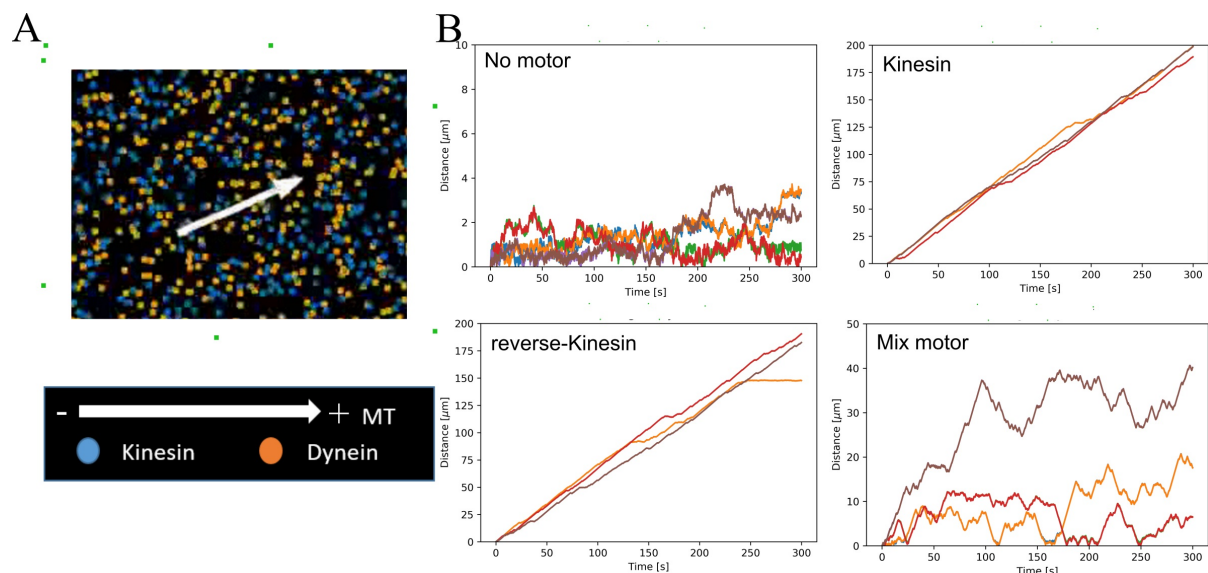 A
B
No motor
10
8
6
4
2
0
Distance [µm]
0 50 100 150 200 250 300
Time [s]
Kinesin
200
175
150
125
100
75
50
25
0
Distance [µm]
0 50 100 150 200 250 300
Time [s]
- + MT
Kinesin Dynein
reverse-Kinesin
200
175
150
125
100
75
50
25
0
Distance [µm]
0 50 100 150 200 250 300
Time [s]
Mix motor
50
40
30
20
10
0
Distance [µm]
0 50 100 150 200 250 300
Time [s]